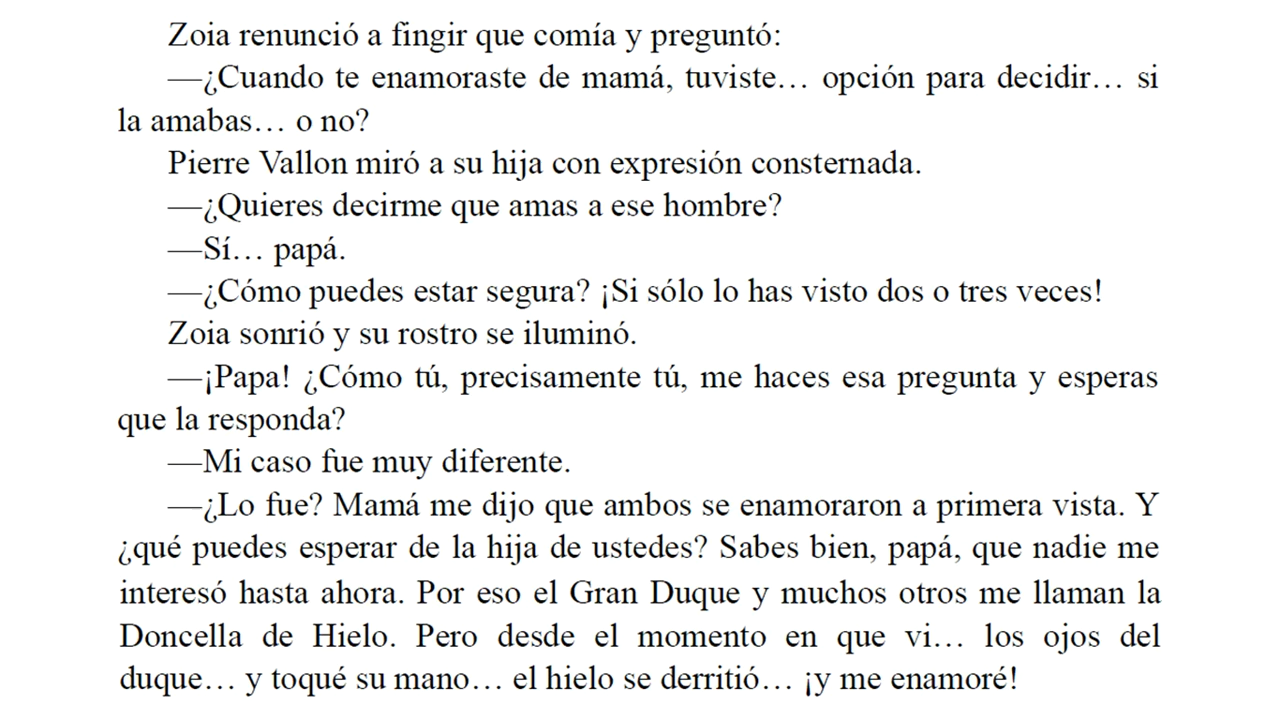 Zoia renunció a fingir que comía y preguntó:
—¿Cuando te enamoraste de mamá, tuviste… opción para decidir… si
la amabas… o no?
Pierre Vallon miró a su hija con expresión consternada.
—¿Quieres decirme que amas a ese hombre?
—Sí… papá.
—¿Cómo puedes estar segura? ¡Si sólo lo has visto dos o tres veces!
Zoia sonrió y su rostro se iluminó.
—¡Papa! ¿Cómo tú, precisamente tú, me haces esa pregunta y esperas
que la responda?
—Mi caso fue muy diferente.
—¿Lo fue? Mamá me dijo que ambos se enamoraron a primera vista. Y
¿qué puedes esperar de la hija de ustedes? Sabes bien, papá, que nadie me
interesó hasta ahora. Por eso el Gran Duque y muchos otros me llaman la
Doncella de Hielo. Pero desde el momento en que vi… los ojos del
duque… y toqué su mano… el hielo se derritió… ¡y me enamoré!